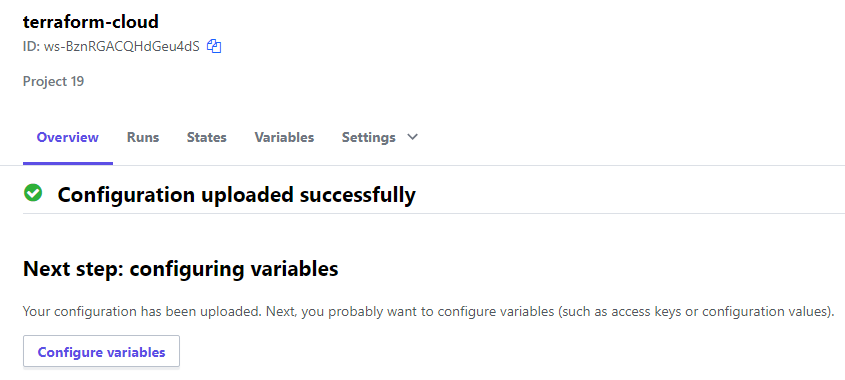 terraform-cloud
ID: ws-BznRGACQHdGeu4dS
Project 19
Overview Runs States Variables Settings
Configuration uploaded successfully
Next step: configuring variables
Your configuration has been uploaded. Next, you probably want to configure variables (such as access keys or configuration values).
Configure variables